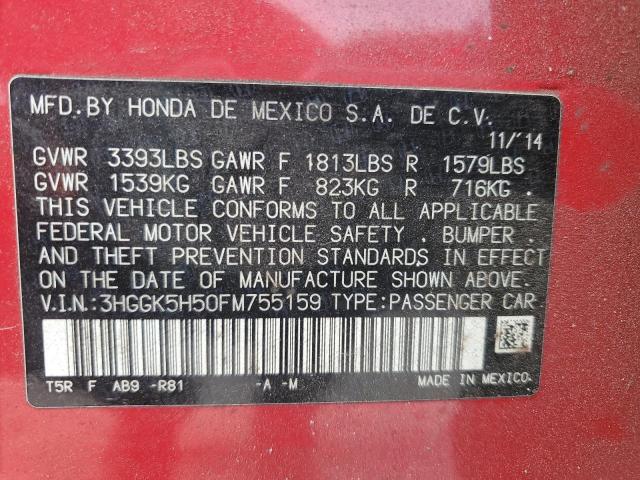 MFD. BY HONDA DE MEXICO S.A. DE C.V.
11/'14
GVWR 3393LBS GAWR F 1813LBS R 1579LBS
GVWR 1539KG GAWR F 823KG R 716KG .
THIS VEHICLE CONFORMS TO ALL APPLICABLE
FEDERAL MOTOR VEHICLE SAFETY . BUMPER .
AND THEFT PREVENTION STANDARDS IN EFFECT
ON THE DATE OF MANUFACTURE SHOWN ABOVE.
V.I.N.:3HGGK5H50FM755159 TYPE:PASSENGER CAR
T5R F AB9 -R81 -A -M MADE IN MEXICO